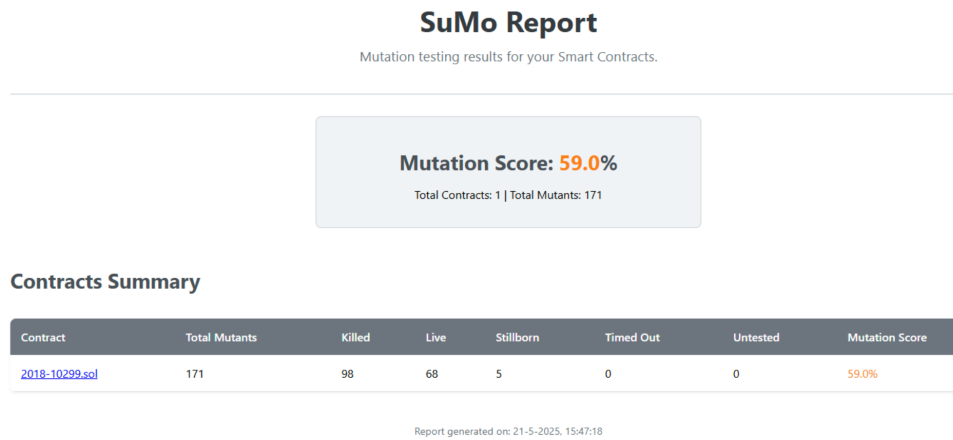 SuMo Report
Mutation testing results for your Smart Contracts.
Mutation Score: 59.0%
Total Contracts: 1 | Total Mutants: 171
Contracts Summary
Contract Total Mutants Killed Live Stillborn Timed Out Untested Mutation Score
2018-10299.sol 171 98 68 5 0 0 59.0%
Report generated on: 21-5-2025, 15:47:18